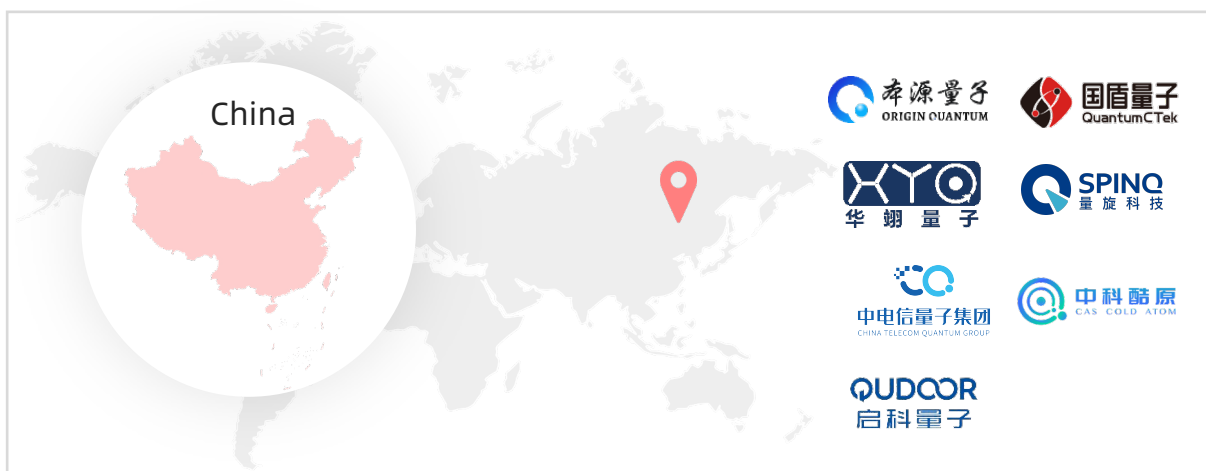 China
本源量子
ORIGIN QUANTUM
国盾量子
QuantumCTek
HYQ
华翊量子
SPINQ
量旋科技
中电信量子集团
CHINA TELECOM QUANTUM GROUP
中科酷原
CAS COLD ATOM
QUDOOR
启科量子